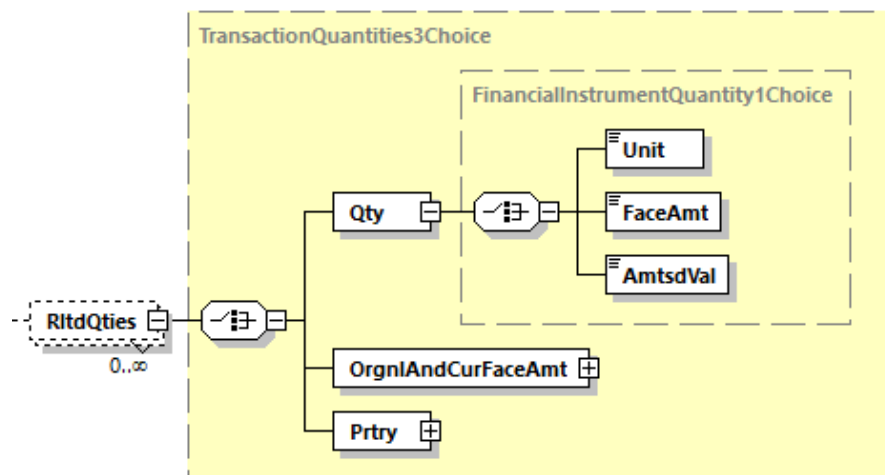 TransactionQuantities3Choice
FinancialInstrumentQuantity1Choice
Unit
Qty
FaceAmt
AmtsdVal
RltdQties
0..∞
OrgnlAndCurFaceAmt
Prtry